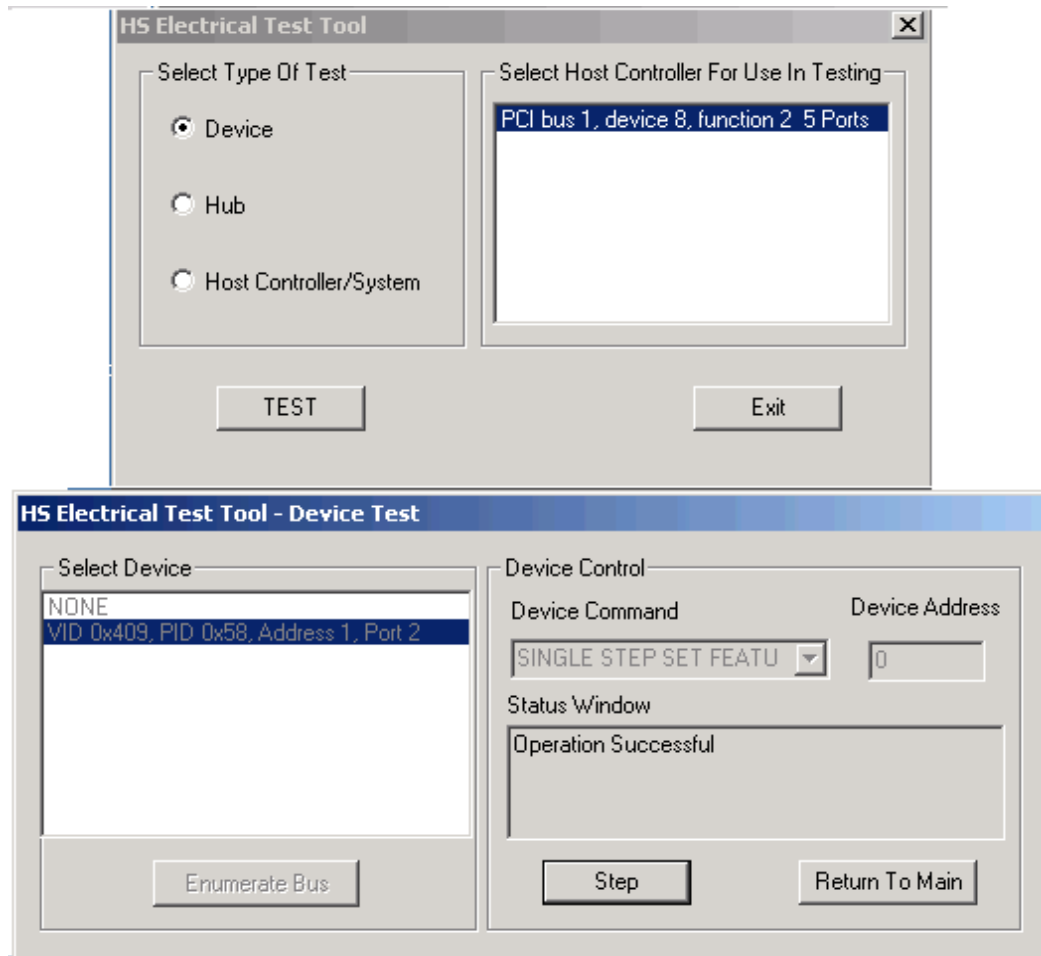 HS Electrical Test Tool
Select Type Of Test
Device
Hub
Host Controller/System
Select Host Controller For Use In Testing
PCI bus 1, device 8, function 2 5 Ports
TEST
Exit
HS Electrical Test Tool - Device Test
Select Device
NONE
VID 0x409, PID 0x58, Address 1, Port 2
Enumerate Bus
Device Control
Device Command
Device Address
SINGLE STEP SET FEATU
0
Status Window
Operation Successful
Step
Return To Main